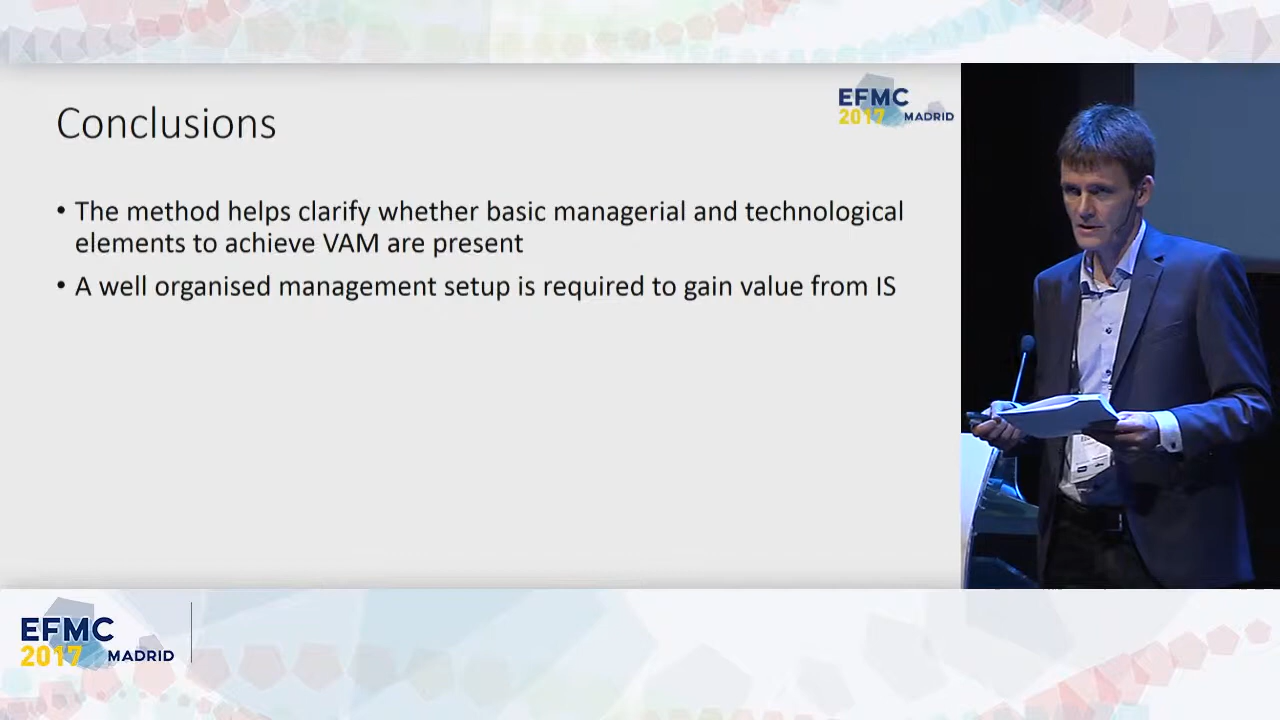 Conclusions
EFMC
2017 MADRID
• The method helps clarify whether basic managerial and technological
elements to achieve VAM are present
• A well organised management setup is required to gain value from IS
EFMC
2017 MADRID